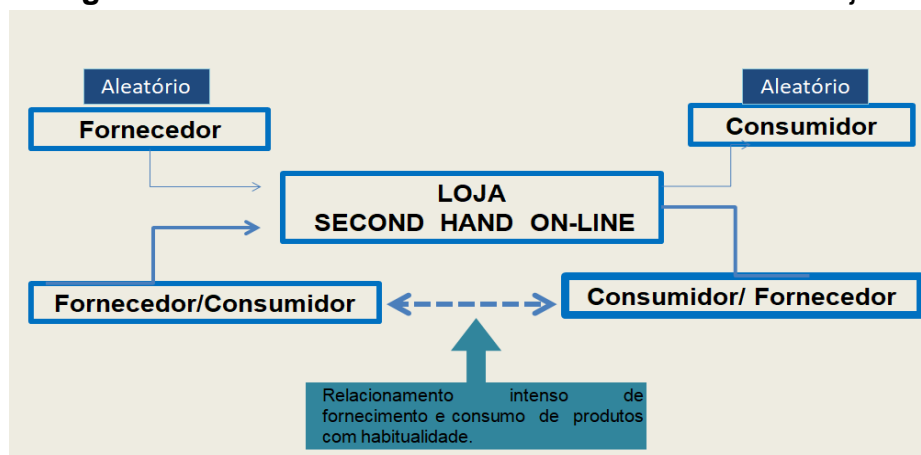 Aleatório
Fornecedor
Aleatório
Consumidor
LOJA
SECOND HAND ON-LINE
Fornecedor/Consumidor
Consumidor/ Fornecedor
Relacionamento intenso de
fornecimento e consumo de produtos
com habitualidade.